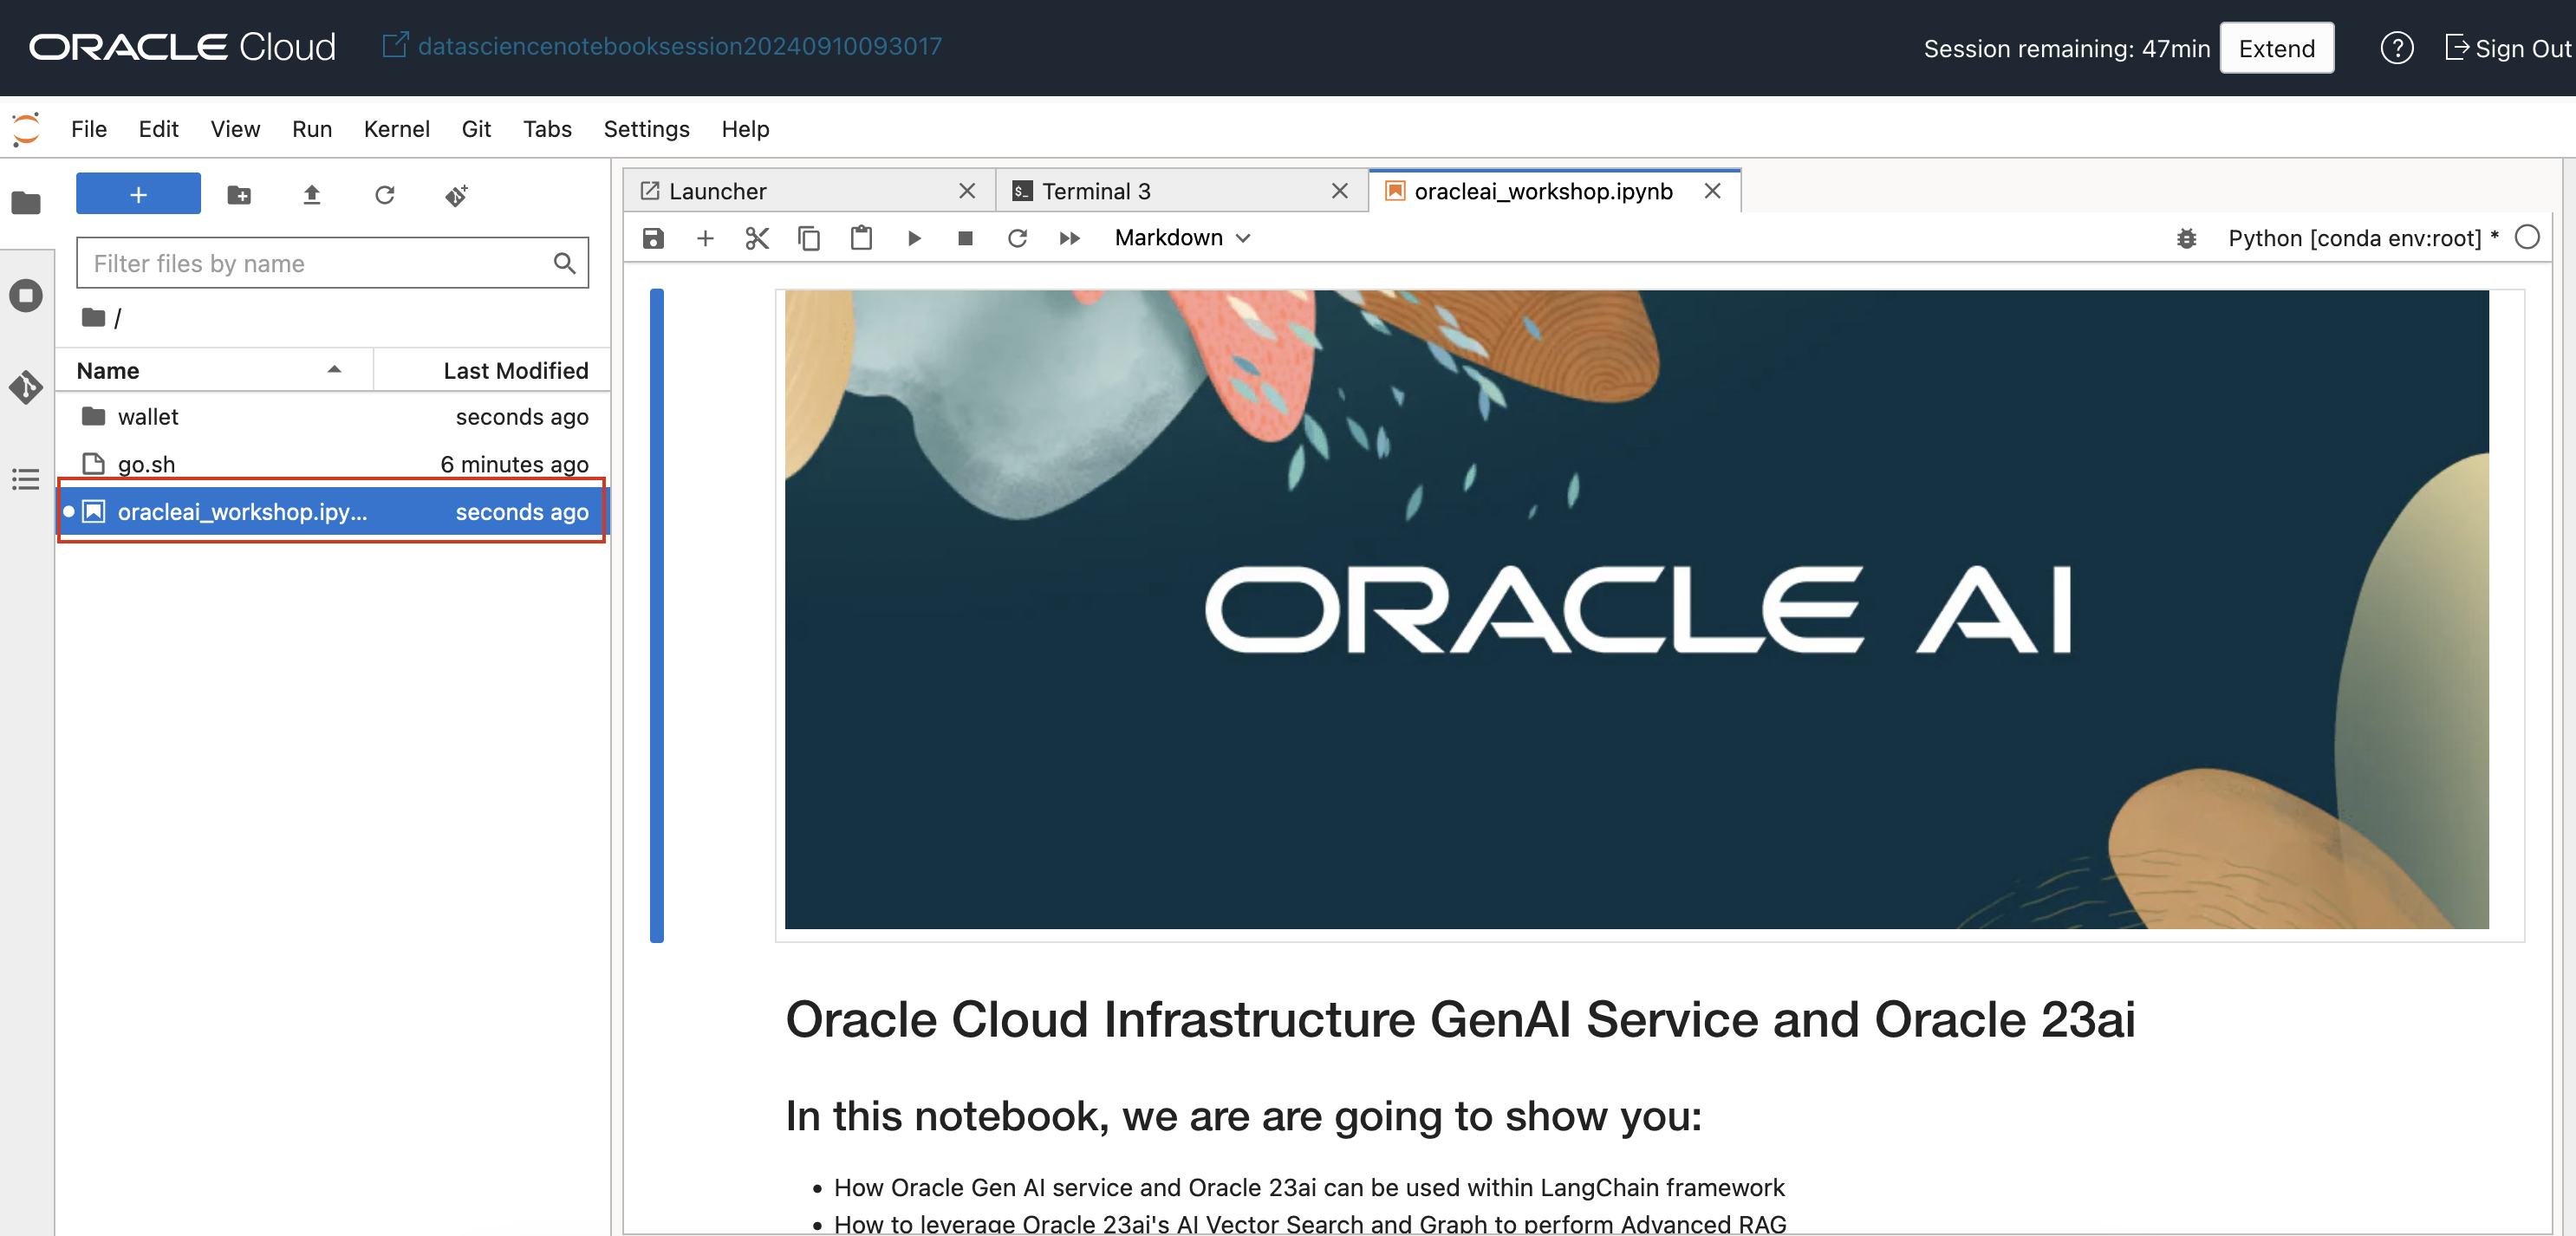 ORACLE Cloud datasciencenotebooksession20240910093017 Session remaining: 47min Extend ? Sign Out
File Edit View Run Kernel Git Tabs Settings Help
+
Launcher
$_ Terminal 3
oracleai_workshop.ipynb
Markdown
Python [conda env:root] *
Filter files by name
/
Name Last Modified
wallet seconds ago
go.sh 6 minutes ago
oracleai_workshop.ipy... seconds ago
ORACLE AI
Oracle Cloud Infrastructure GenAI Service and Oracle 23ai
In this notebook, we are are going to show you:
• How Oracle Gen AI service and Oracle 23ai can be used within LangChain framework
• How to leverage Oracle 23ai's AI Vector Search and Graph to perform Advanced RAG